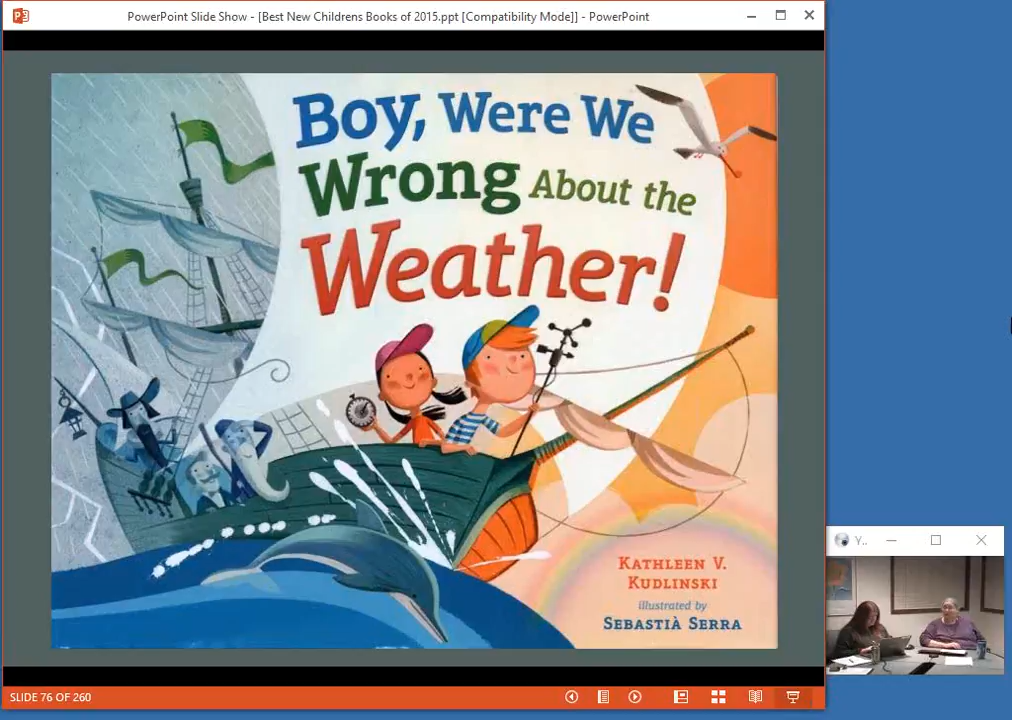 PowerPoint Slide Show - [Best New Childrens Books of 2015.ppt [Compatibility Mode]] - PowerPoint
Boy, Were We
Wrong About the
Weather!
KATHLEEN V.
KUDLINSKI
illustrated by
SEBASTIÀ SERRA
Y..
SLIDE 76 OF 260